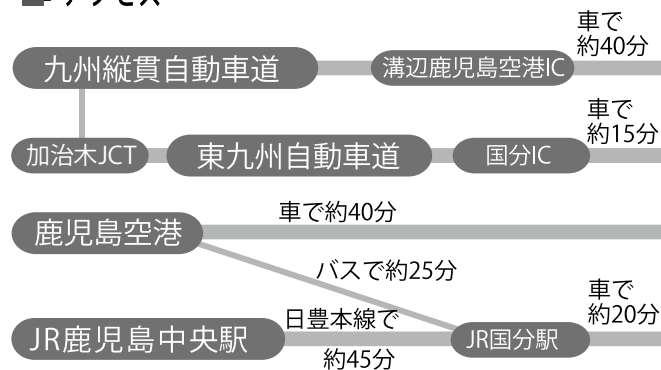 アクセス
車で
約40分
九州縦貫自動車道
溝辺鹿児島空港IC
車で
約15分
加治木JCT
東九州自動車道
国分IC
車で約40分
鹿児島空港
バスで約25分
車で
約20分
日豊本線で
JR鹿児島中央駅
JR国分駅
約45分